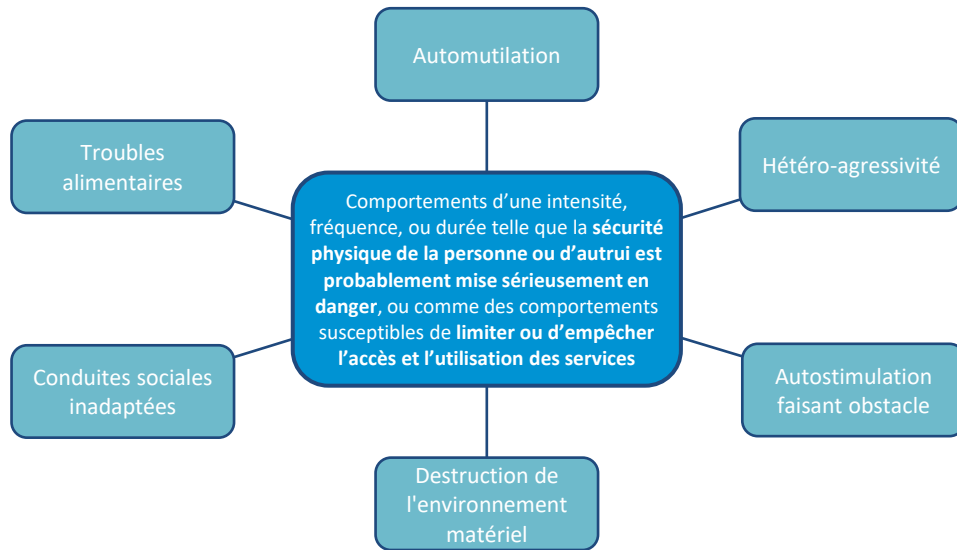 Automutilation
Troubles
alimentaires
Hétéro-agressivité
Comportements d’une intensité,
fréquence, ou durée telle que la sécurité
physique de la personne ou d’autrui est
probablement mise sérieusement en
danger, ou comme des comportements
susceptibles de limiter ou d’empêcher
l’accès et l’utilisation des services
Conduites sociales
inadaptées
Autostimulation
faisant obstacle
Destruction de
l'environnement
matériel